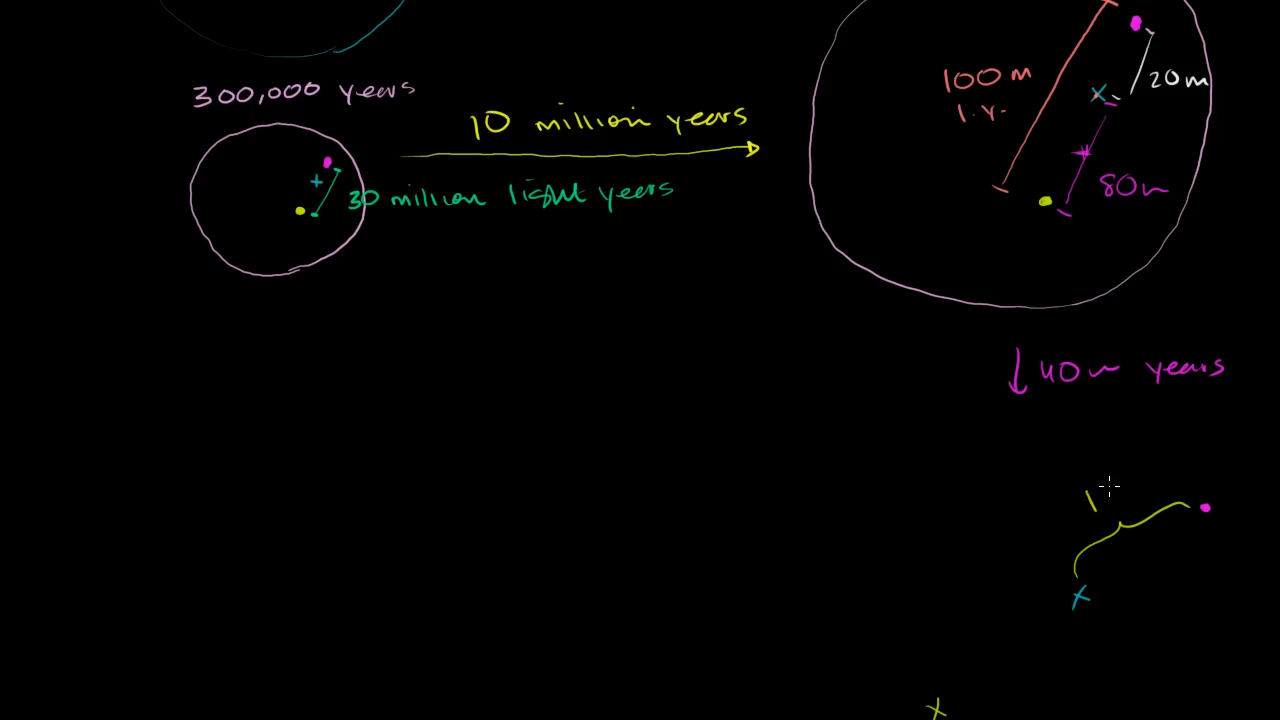 300,000 years
10 million years
30 million light years
100 m
l.y.
20 m
80 m
40 m years